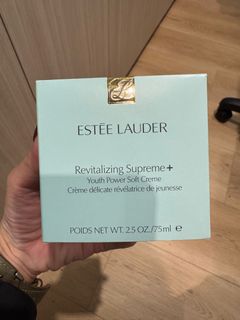 ESTĒE LAUDER
Revitalizing Supreme+
Youth Power Soft Creme
Crème délicate révélatrice de jeunesse
POIDS NET WT. 2.5 OZ./75ml ℮